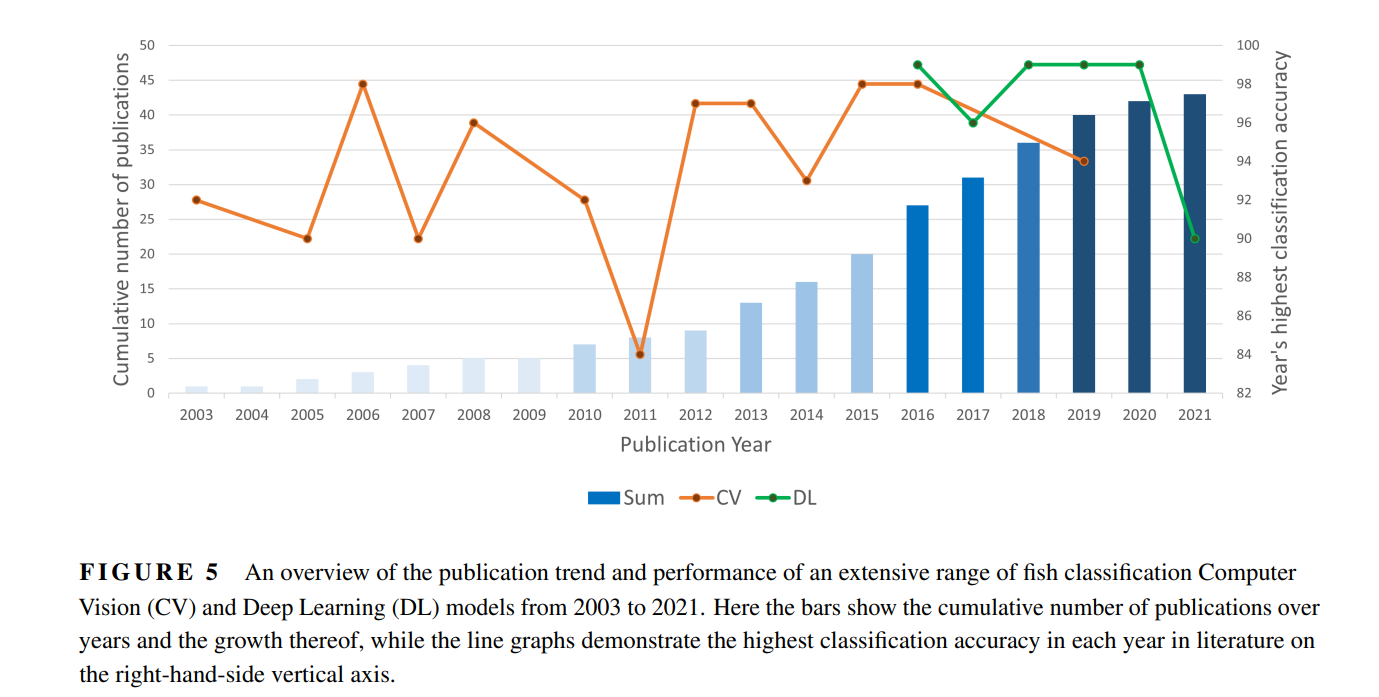 Cumulative number of publications
50
45
40
35
30
25
20
15
10
5
0
100
98
96
94
92
90
88
86
84
82
Year's highest classification accuracy
2003 2004 2005 2006 2007 2008 2009 2010 2011 2012 2013 2014 2015 2016 2017 2018 2019 2020 2021
Publication Year
Sum CV DL
FIGURE 5 An overview of the publication trend and performance of an extensive range of fish classification Computer
Vision (CV) and Deep Learning (DL) models from 2003 to 2021. Here the bars show the cumulative number of publications over
years and the growth thereof, while the line graphs demonstrate the highest classification accuracy in each year in literature on
the right-hand-side vertical axis.